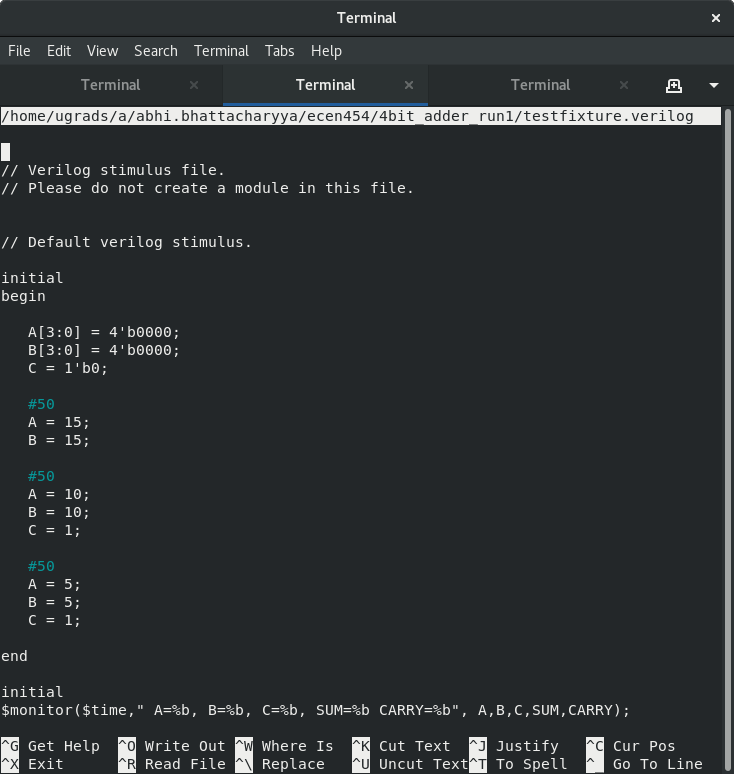 Terminal
File Edit View Search Terminal Tabs Help
Terminal Terminal Terminal
/home/ugrads/a/abhi.bhattacharyya/ecen454/4bit_adder_run1/testfixture.verilog
// Verilog stimulus file.
// Please do not create a module in this file.
// Default verilog stimulus.
initial
begin
A[3:0] = 4'b0000;
B[3:0] = 4'b0000;
C = 1'b0;
#50
A = 15;
B = 15;
#50
A = 10;
B = 10;
C = 1;
#50
A = 5;
B = 5;
C = 1;
end
initial
$monitor($time," A=%b, B=%b, C=%b, SUM=%b CARRY=%b", A,B,C,SUM,CARRY);
^G Get Help ^O Write Out ^W Where Is ^K Cut Text ^J Justify ^C Cur Pos
^X Exit ^R Read File ^\ Replace ^U Uncut Text ^T To Spell ^_ Go To Line